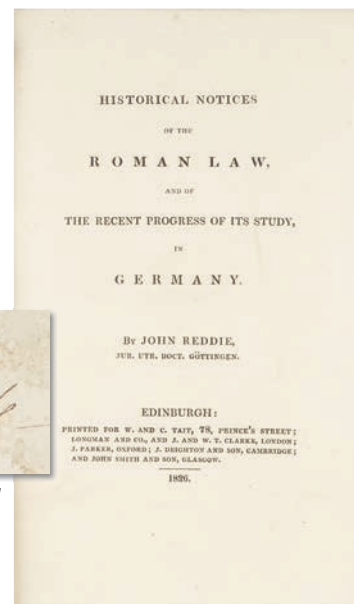 HISTORICAL NOTICES
OF THE
ROMAN LAW,
AND OF
THE RECENT PROGRESS OF ITS STUDY,
IN
GERMANY.
BY JOHN REDDIE,
JUR. UTR. DOCT. GÖTTINGEN.
EDINBURGH:
PRINTED FOR W. AND C. TAIT, 78, PRINCE'S STREET;
LONGMAN AND CO., AND J. AND W. T. CLARKE, LONDON;
J. PARKER, OXFORD; J. DEIGHTON AND SON, CAMBRIDGE;
AND JOHN SMITH AND SON, GLASGOW.
1826.